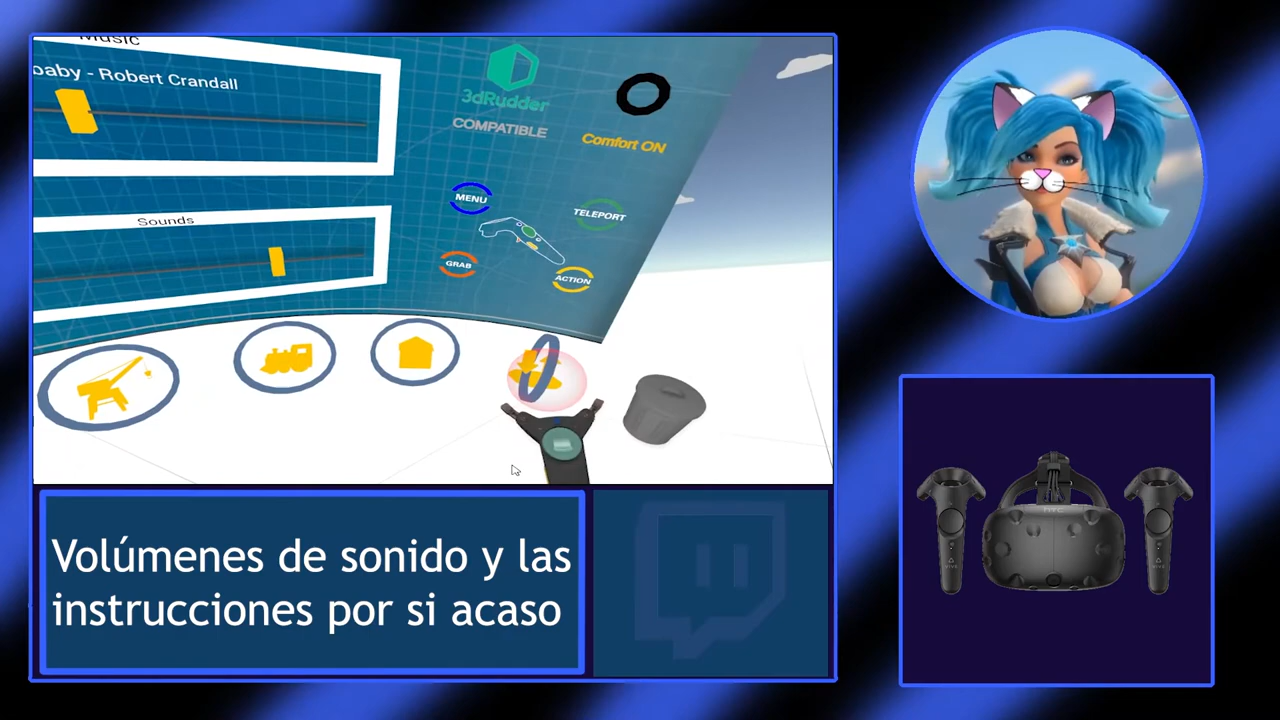 Music
baby - Robert Crandall
3dRudder
COMPATIBLE
Comfort ON
MENU
TELEPORT
GRAB
ACTION
Sounds
Volúmenes de sonido y las
instrucciones por si acaso